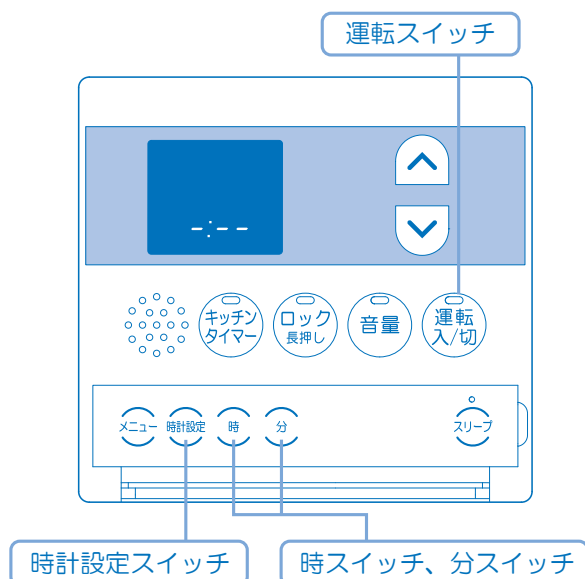 運転スイッチ
-:--
キッチン
タイマー
ロック
長押し
音量
運転
入/切
メニュー
時計設定
時
分
スリープ
時計設定スイッチ
時スイッチ、分スイッチ